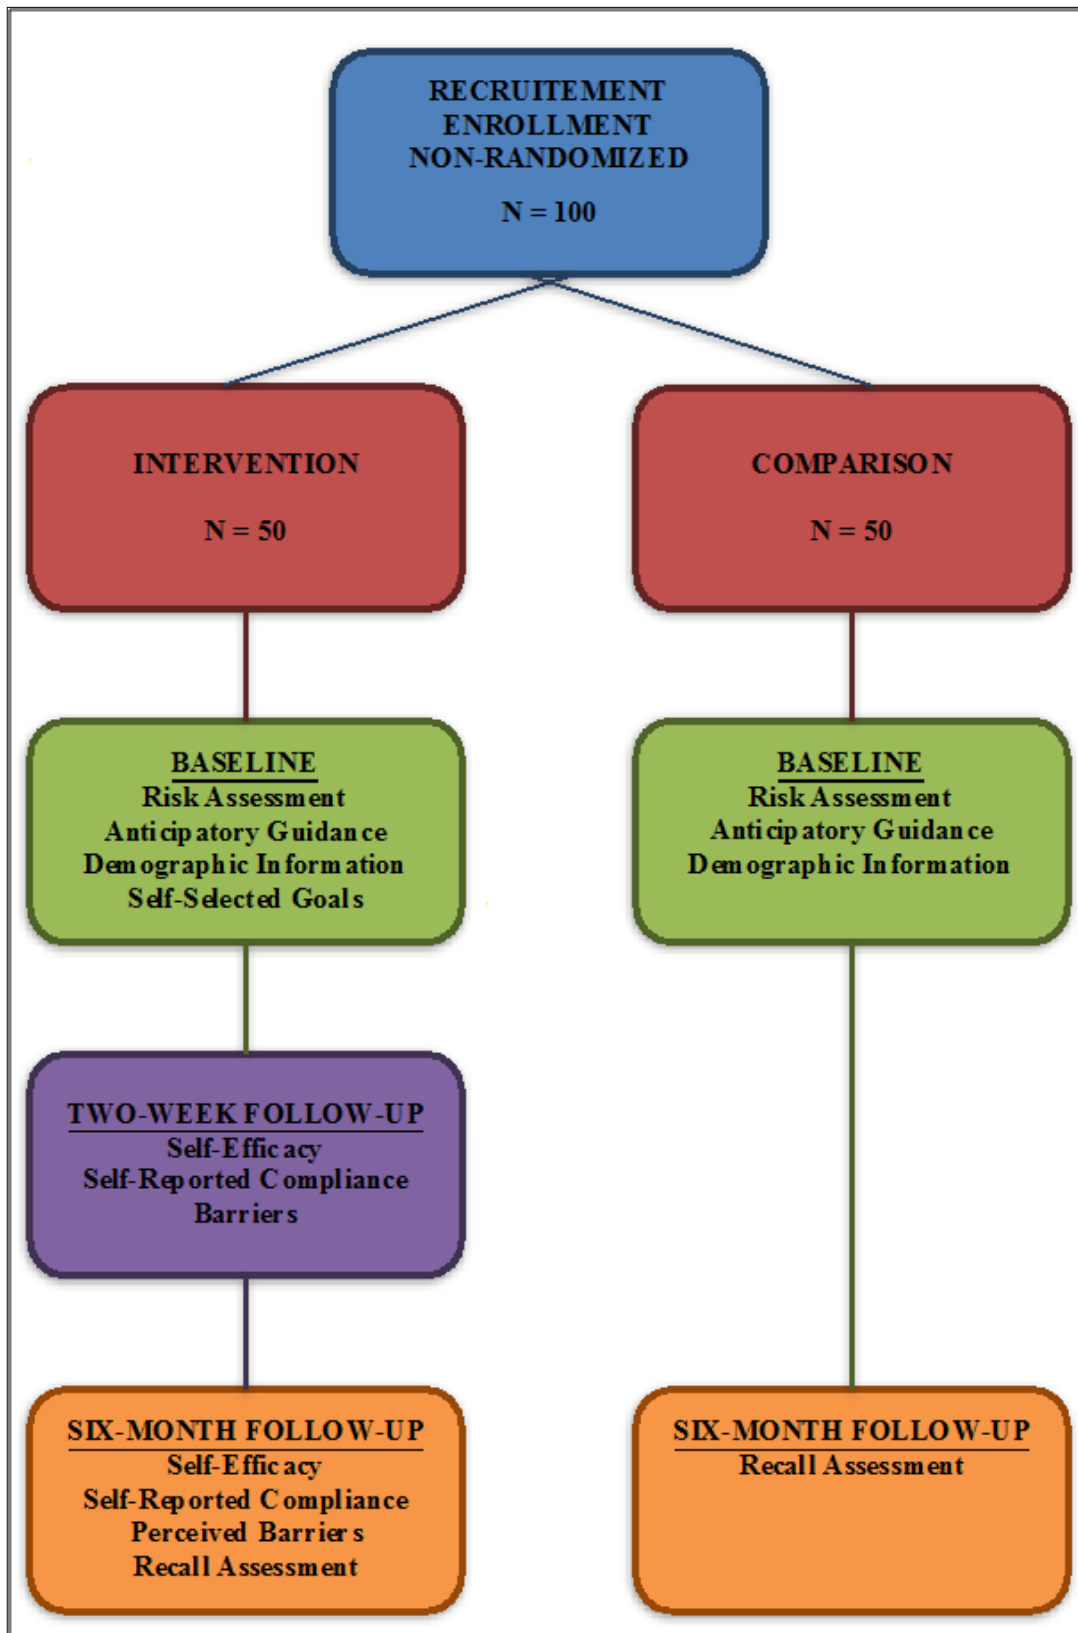 RECRUITEMENT
ENROLLMENT
NON-RANDOMIZED
N = 100
INTERVENTION
N = 50
COMPARISON
N = 50
BASELINE
Risk Assessment
Anticipatory Guidance
Demographic Information
Self-Selected Goals
BASELINE
Risk Assessment
Anticipatory Guidance
Demographic Information
TWO-WEEK FOLLOW-UP
Self-Efficacy
Self-Reported Compliance
Barriers
SIX-MONTH FOLLOW-UP
Self-Efficacy
Self-Reported Compliance
Perceived Barriers
Recall Assessment
SIX-MONTH FOLLOW-UP
Recall Assessment